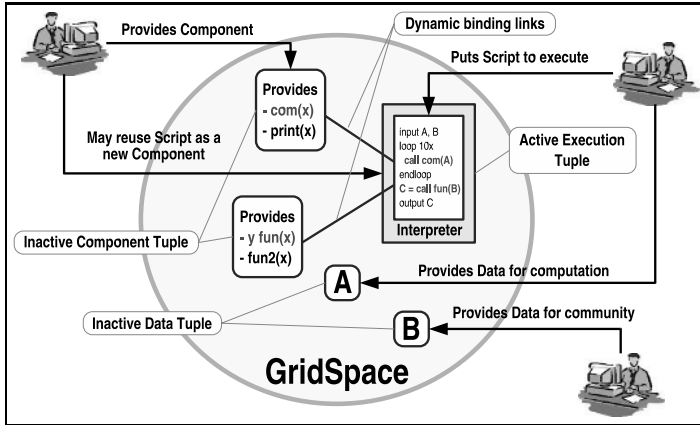 Provides Component
Dynamic binding links
Puts Script to execute
Provides
- com(x)
- print(x)
input A, B
loop 10x
call com(A)
endloop
C = call fun(B)
output C
Interpreter
May reuse Script as a
new Component
Active Execution
Tuple
Provides
- y fun(x)
- fun2(x)
Inactive Component Tuple
A
Provides Data for computation
Inactive Data Tuple
B
Provides Data for community
GridSpace